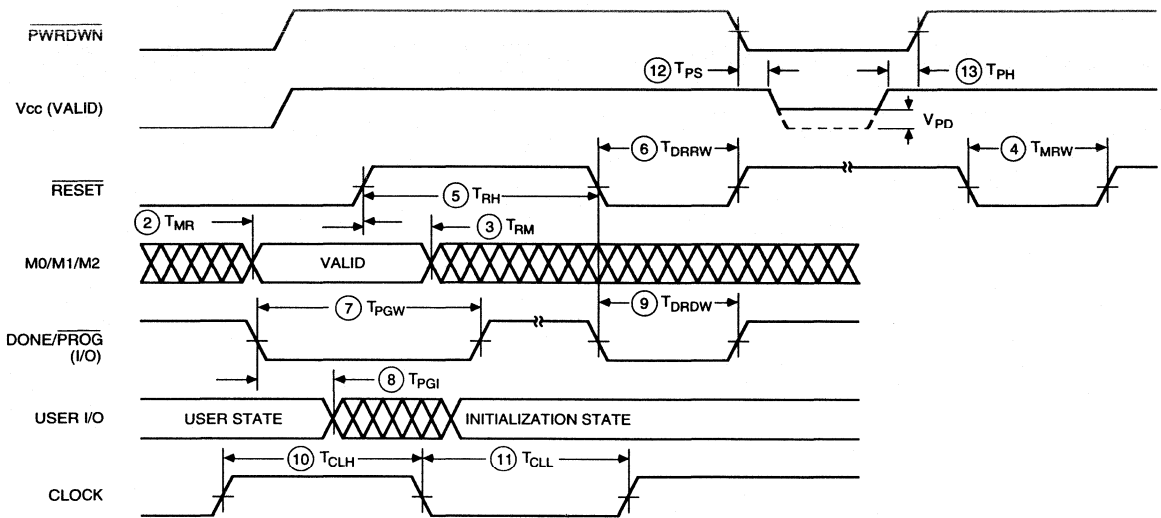 PWRDWN
12 TPS
13 TPH
Vcc (VALID)
VPD
6 TDRRW
4 TMRW
RESET
5 TRH
2 TMR
3 TRM
M0/M1/M2
VALID
7 TPGW
9 TDRDW
DONE/PROG
(I/O)
8 TPGI
USER I/O
USER STATE
INITIALIZATION STATE
10 TCLH
11 TCLL
CLOCK